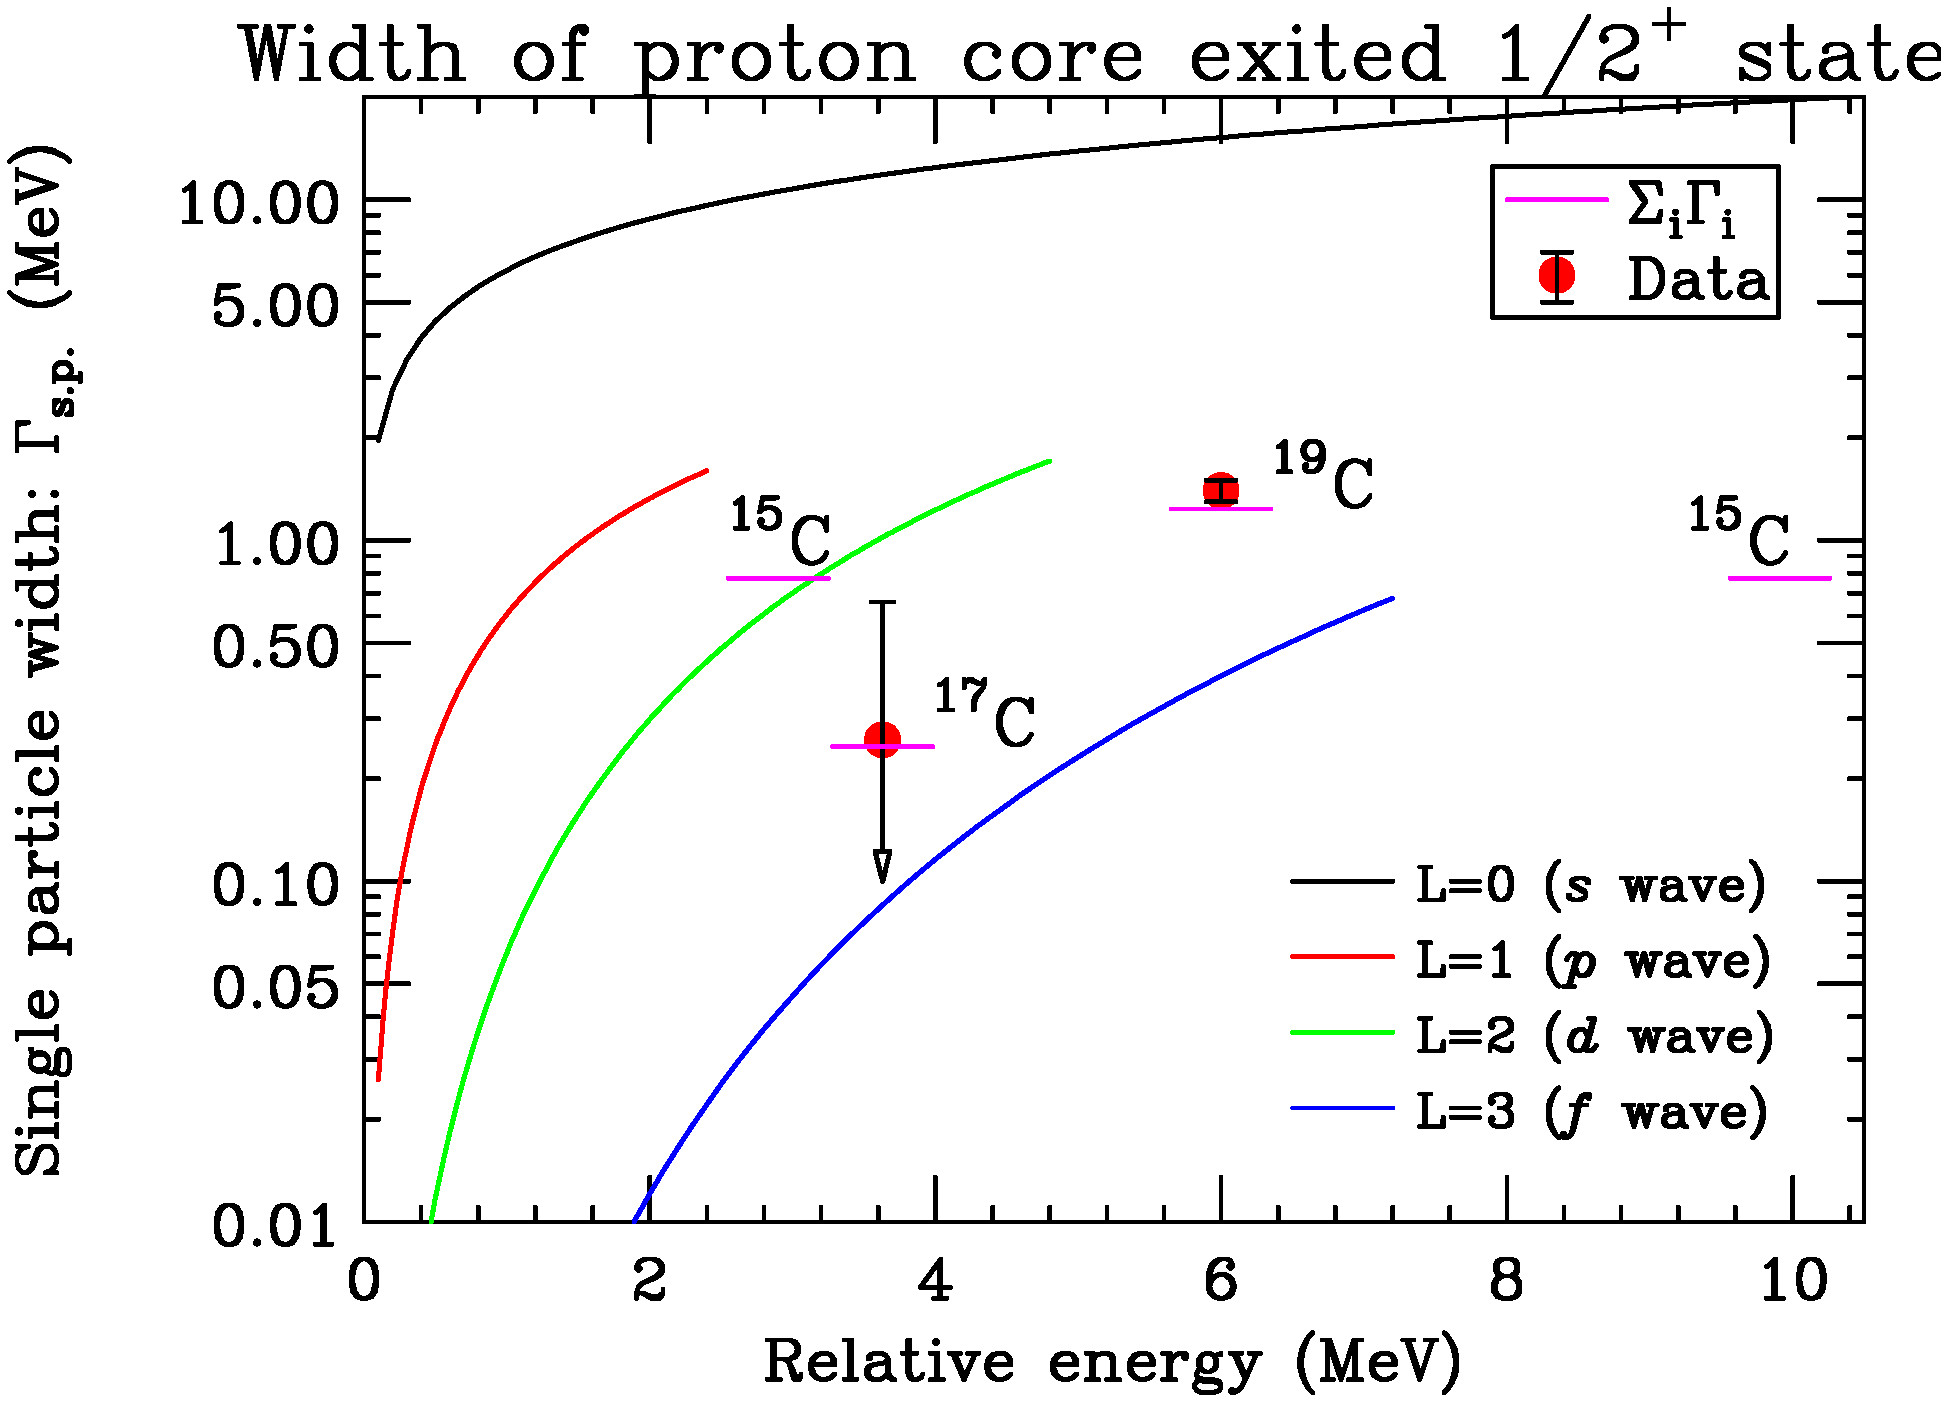 Width of proton core exited 1/2⁺ state
Single particle width: Γs.p. (MeV)
10.00
5.00
1.00
0.50
0.10
0.05
0.01
ΣᵢΓᵢ
Data
¹⁹C
¹⁵C
¹⁵C
¹⁷C
L=0 (s wave)
L=1 (p wave)
L=2 (d wave)
L=3 (f wave)
0 2 4 6 8 10
Relative energy (MeV)